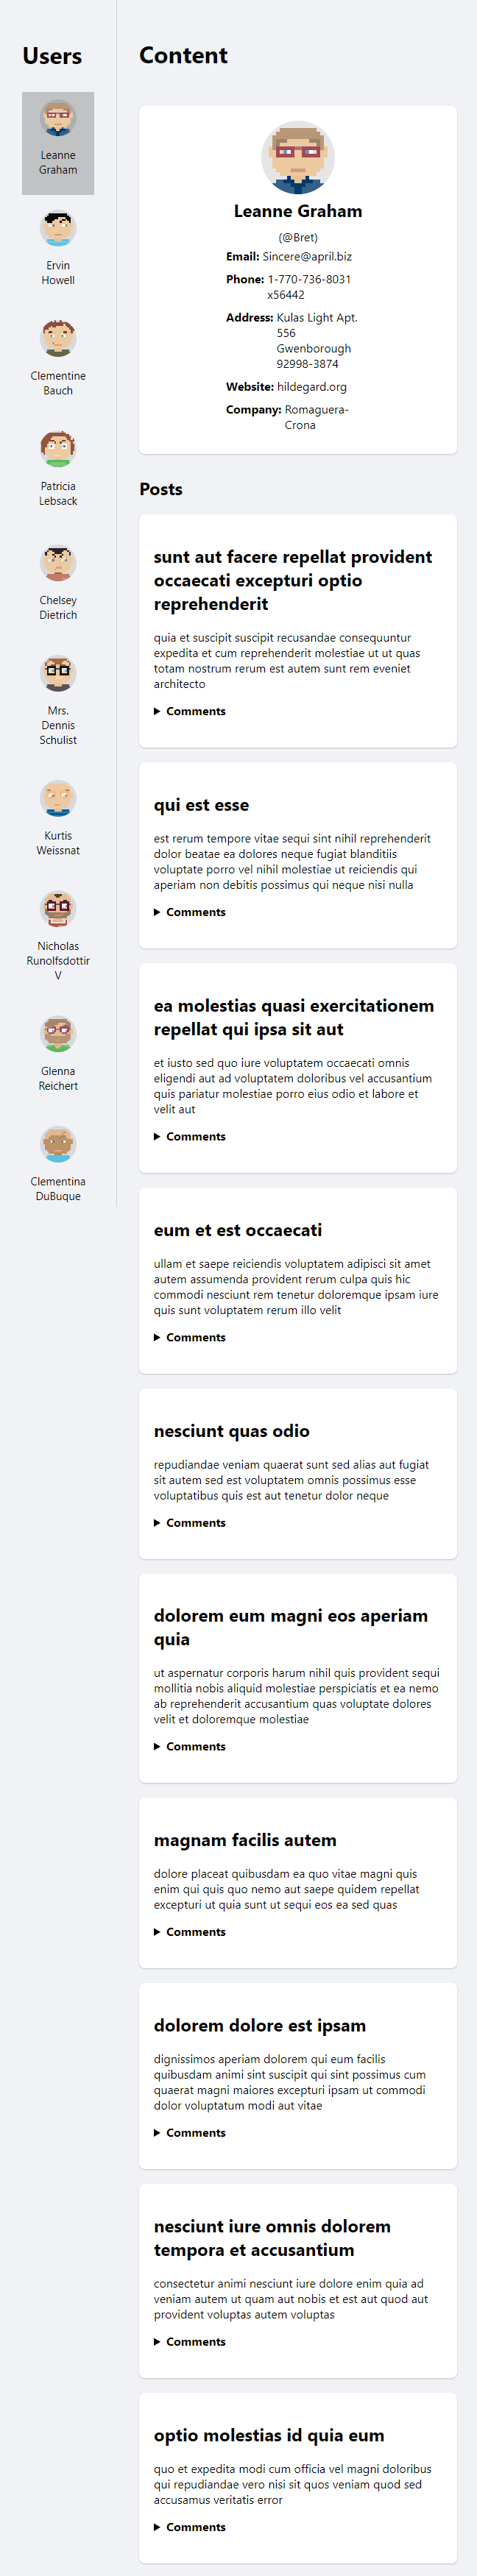 Users
Leanne
Graham
Ervin
Howell
Clementine
Bauch
Patricia
Lebsack
Chelsey
Dietrich
Mrs.
Dennis
Schulist
Kurtis
Weissnat
Nicholas
Runolfsdottir
V
Glenna
Reichert
Clementina
DuBuque
Content
Leanne Graham
(@Bret)
Email: Sincere@april.biz
Phone: 1-770-736-8031
x56442
Address: Kulas Light Apt.
556
Gwenborough
92998-3874
Website: hildegard.org
Company: Romaguera-
Crona
Posts
sunt aut facere repellat provident
occaecati excepturi optio
reprehenderit
quia et suscipit suscipit recusandae consequuntur
expedita et cum reprehenderit molestiae ut ut quas
totam nostrum rerum est autem sunt rem eveniet
architecto
Comments
qui est esse
est rerum tempore vitae sequi sint nihil reprehenderit
dolor beatae ea dolores neque fugiat blanditiis
voluptate porro vel nihil molestiae ut reiciendis qui
aperiam non debitis possimus qui neque nisi nulla
Comments
ea molestias quasi exercitationem
repellat qui ipsa sit aut
et iusto sed quo iure voluptatem occaecati omnis
eligendi aut ad voluptatem doloribus vel accusantium
quis pariatur molestiae porro eius odio et labore et
velit aut
Comments
eum et est occaecati
ullam et saepe reiciendis voluptatem adipisci sit amet
autem assumenda provident rerum culpa quis hic
commodi nesciunt rem tenetur doloremque ipsam iure
quis sunt voluptatem rerum illo velit
Comments
nesciunt quas odio
repudiandae veniam quaerat sunt sed alias aut fugiat
sit autem sed est voluptatem omnis possimus esse
voluptatibus quis est aut tenetur dolor neque
Comments
dolorem eum magni eos aperiam
quia
ut aspernatur corporis harum nihil quis provident sequi
mollitia nobis aliquid molestiae perspiciatis et ea nemo
ab reprehenderit accusantium quas voluptate dolores
velit et doloremque molestiae
Comments
magnam facilis autem
dolore placeat quibusdam ea quo vitae magni quis
enim qui quis quo nemo aut saepe quidem repellat
excepturi ut quia sunt ut sequi eos ea sed quas
Comments
dolorem dolore est ipsam
dignissimos aperiam dolorem qui eum facilis
quibusdam animi sint suscipit qui sint possimus cum
quaerat magni maiores excepturi ipsam ut commodi
dolor voluptatum modi aut vitae
Comments
nesciunt iure omnis dolorem
tempora et accusantium
consectetur animi nesciunt iure dolore enim quia ad
veniam autem ut quam aut nobis et est aut quod aut
provident voluptas autem voluptas
Comments
optio molestias id quia eum
quo et expedita modi cum officia vel magni doloribus
qui repudiandae vero nisi sit quos veniam quod sed
accusamus veritatis error
Comments